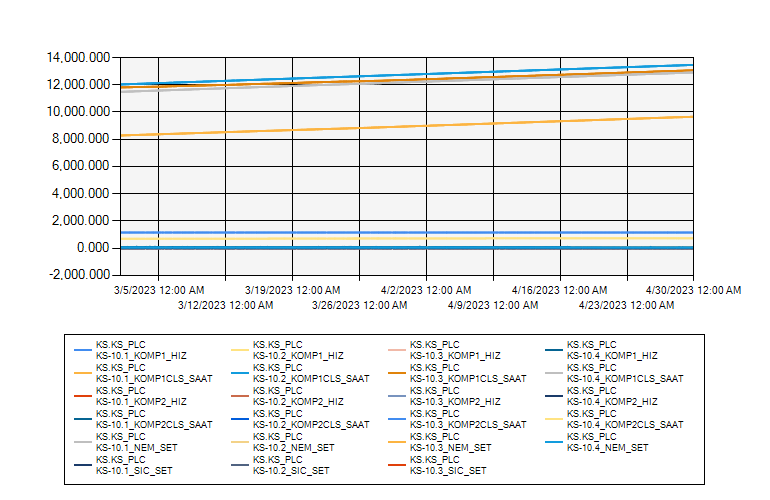 14,000.000
12,000.000
10,000.000
8,000.000
6,000.000
4,000.000
2,000.000
0.000
-2,000.000
3/5/2023 12:00 AM
3/19/2023 12:00 AM
4/2/2023 12:00 AM
4/16/2023 12:00 AM
4/30/2023 12:00 AM
3/12/2023 12:00 AM
3/26/2023 12:00 AM
4/9/2023 12:00 AM
4/23/2023 12:00 AM
KS.KS_PLC
KS-10.1_KOMP1_HIZ
KS.KS_PLC
KS-10.2_KOMP1_HIZ
KS.KS_PLC
KS-10.3_KOMP1_HIZ
KS.KS_PLC
KS-10.4_KOMP1_HIZ
KS.KS_PLC
KS-10.1_KOMP1CLS_SAAT
KS.KS_PLC
KS-10.2_KOMP1CLS_SAAT
KS.KS_PLC
KS-10.3_KOMP1CLS_SAAT
KS.KS_PLC
KS-10.4_KOMP1CLS_SAAT
KS.KS_PLC
KS-10.1_KOMP2_HIZ
KS.KS_PLC
KS-10.2_KOMP2_HIZ
KS.KS_PLC
KS-10.3_KOMP2_HIZ
KS.KS_PLC
KS-10.4_KOMP2_HIZ
KS.KS_PLC
KS-10.1_KOMP2CLS_SAAT
KS.KS_PLC
KS-10.2_KOMP2CLS_SAAT
KS.KS_PLC
KS-10.3_KOMP2CLS_SAAT
KS.KS_PLC
KS-10.4_KOMP2CLS_SAAT
KS.KS_PLC
KS-10.1_NEM_SET
KS.KS_PLC
KS-10.2_NEM_SET
KS.KS_PLC
KS-10.3_NEM_SET
KS.KS_PLC
KS-10.4_NEM_SET
KS.KS_PLC
KS-10.1_SIC_SET
KS.KS_PLC
KS-10.2_SIC_SET
KS.KS_PLC
KS-10.3_SIC_SET